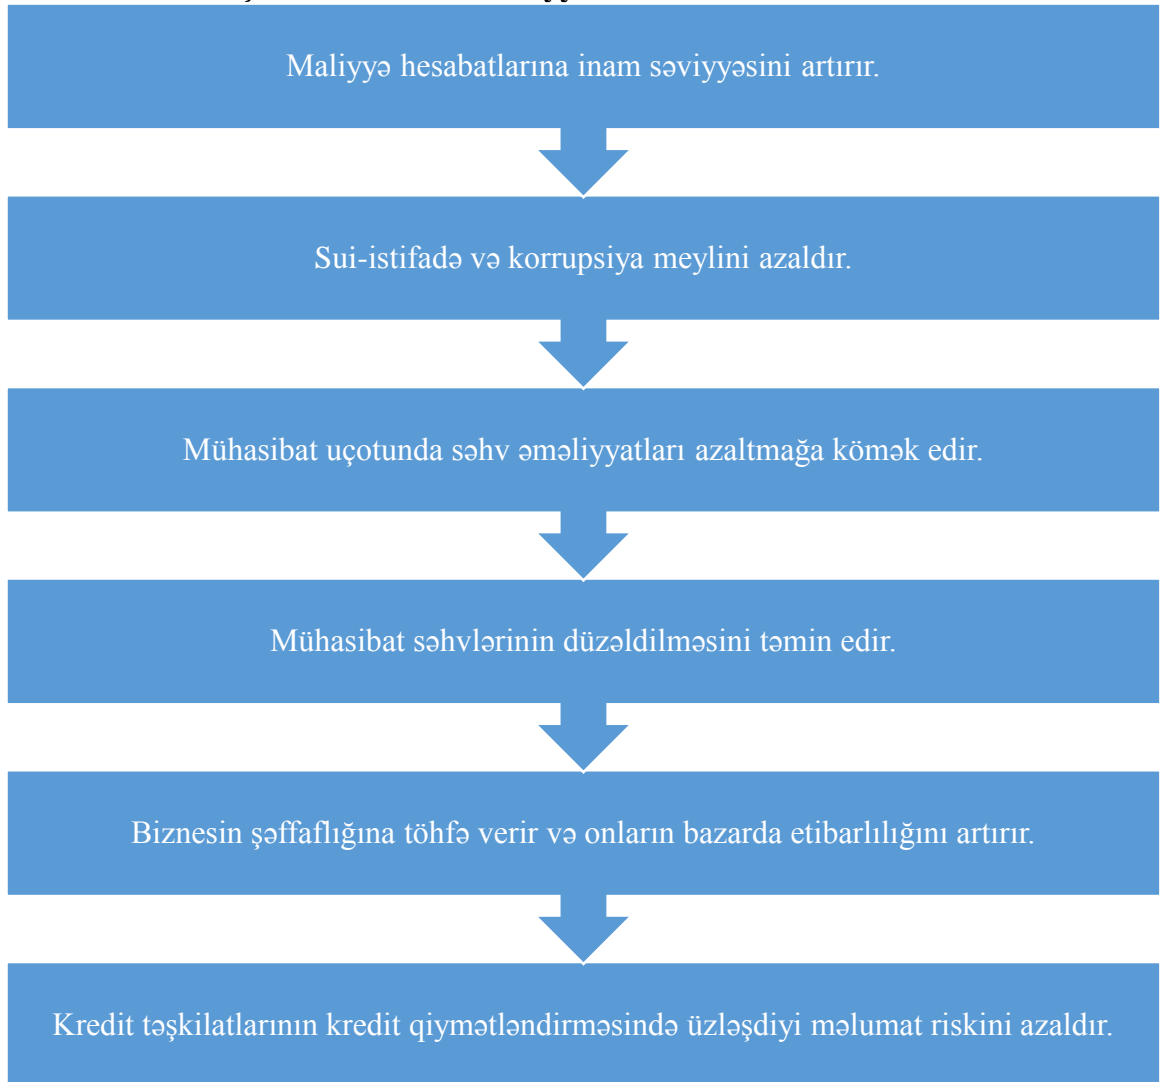 Maliyyə hesabatlarına inam səviyyəsini artırır.
Sui-istifadə və korrupsiya meylini azaldır.
Mühasibat uçotunda səhv əməliyyatları azaltmağa kömək edir.
Mühasibat səhvlərinin düzəldilməsini təmin edir.
Biznesin şəffaflığına töhfə verir və onların bazarda etibarlılığını artırır.
Kredit təşkilatlarının kredit qiymətləndirməsində üzləşdiyi məlumat riskini azaldır.